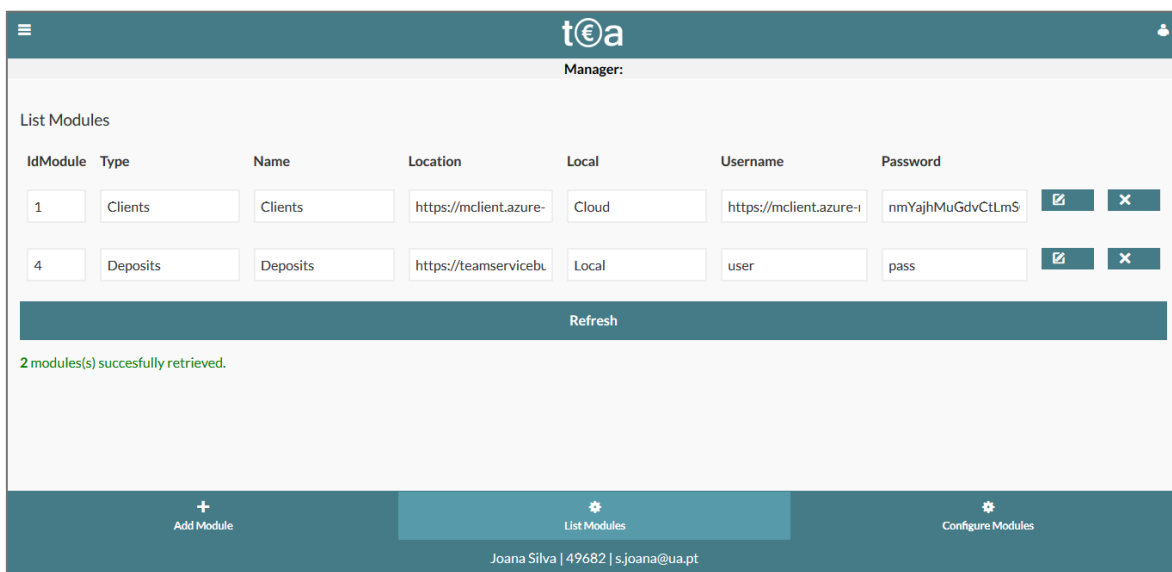 t€a
Manager:
List Modules
IdModule Type Name Location Local Username Password
1 Clients Clients https://mclient.azure- Cloud https://mclient.azure- nmYajhMuGdvCtLmS
4 Deposits Deposits https://teamservicebu Local user pass
Refresh
2 modules(s) succesfully retrieved.
Add Module List Modules Configure Modules
Joana Silva | 49682 | s.joana@ua.pt